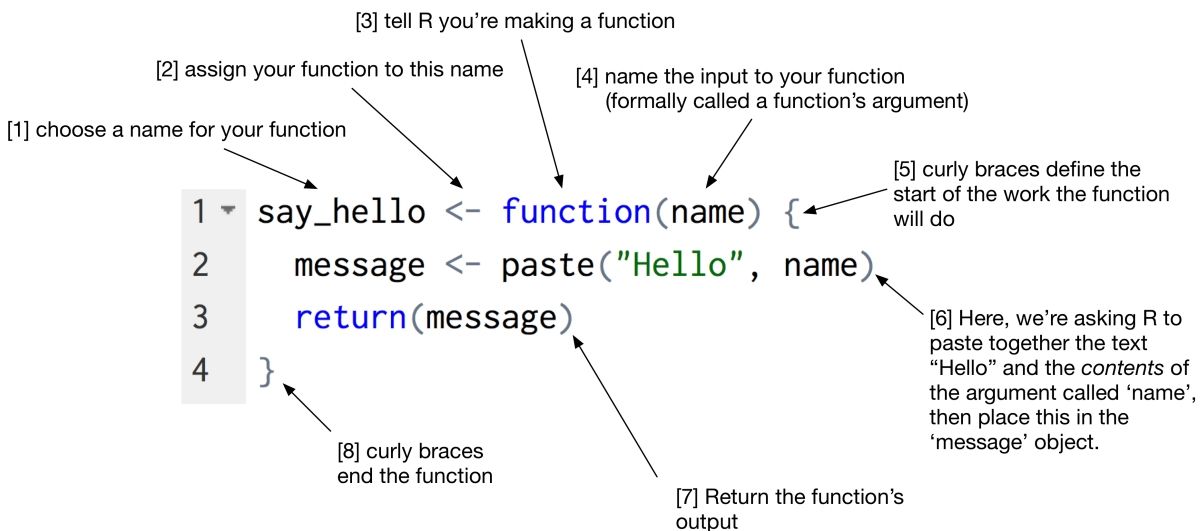 [3] tell R you're making a function
[2] assign your function to this name
[4] name the input to your function
(formally called a function's argument)
[1] choose a name for your function
[5] curly braces define the
start of the work the function
will do
1 say_hello <- function(name) {
2 message <- paste("Hello", name)
3 return(message)
4 }
[6] Here, we're asking R to
paste together the text
“Hello” and the contents of
the argument called ‘name’,
then place this in the
‘message’ object.
[8] curly braces
end the function
[7] Return the function's
output